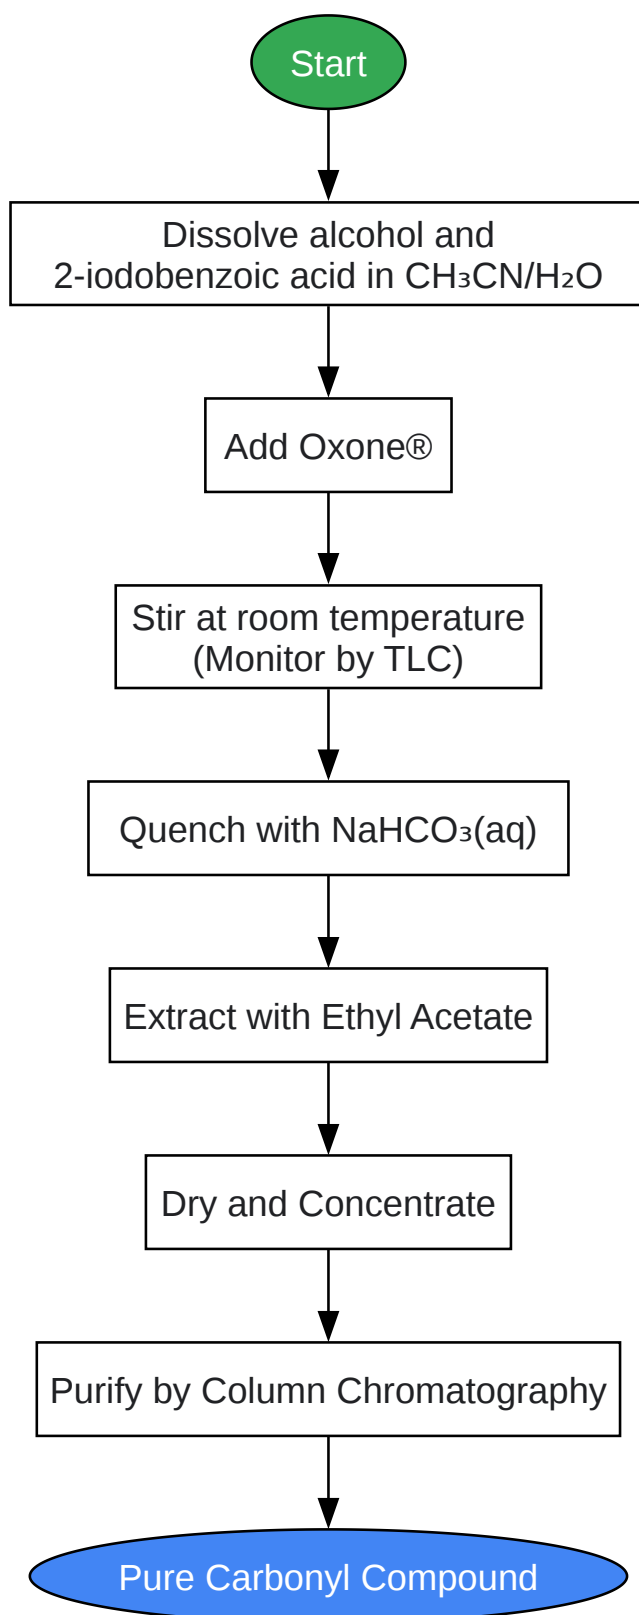 Start
Dissolve alcohol and
2-iodobenzoic acid in CH₃CN/H₂O
Add Oxone®
Stir at room temperature
(Monitor by TLC)
Quench with NaHCO₃(aq)
Extract with Ethyl Acetate
Dry and Concentrate
Purify by Column Chromatography
Pure Carbonyl Compound